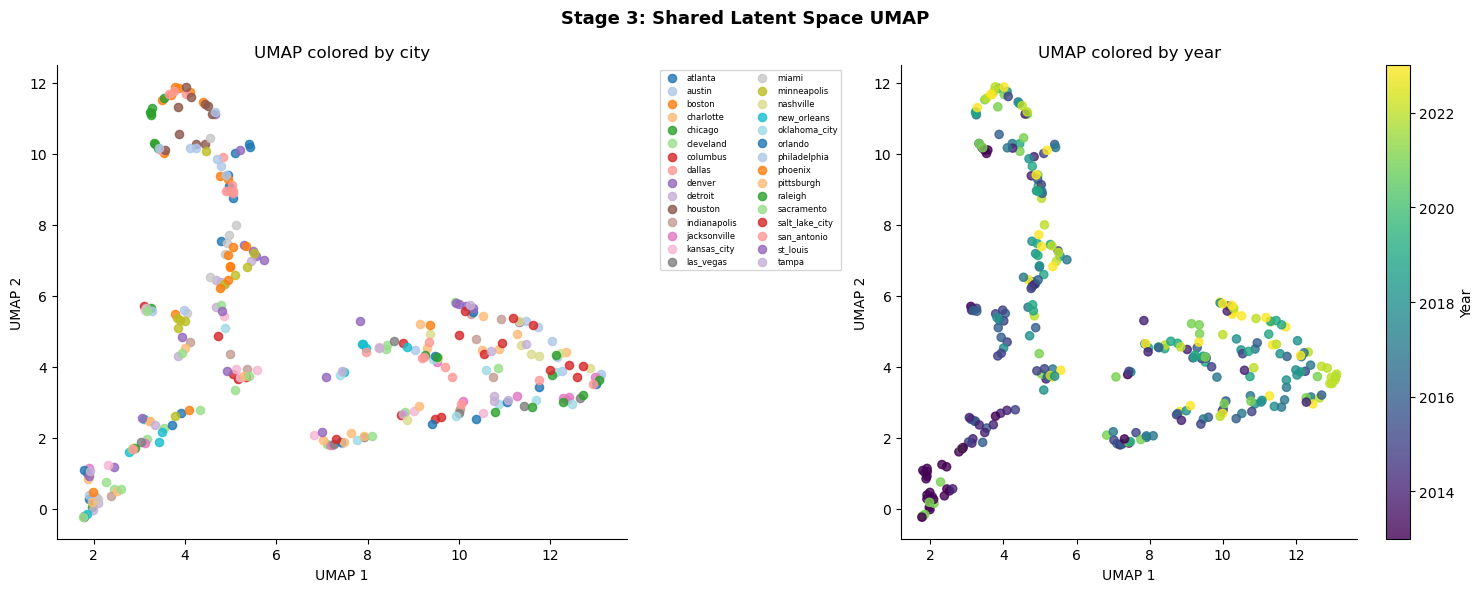 Stage 3: Shared Latent Space UMAP
UMAP colored by city
12
10
8
6
4
2
0
UMAP 2
2
4
6
8
10
12
UMAP 1
atlanta
austin
boston
charlotte
chicago
cleveland
columbus
dallas
denver
detroit
houston
indianapolis
jacksonville
kansas_city
las_vegas
miami
minneapolis
nashville
new_orleans
oklahoma_city
orlando
philadelphia
phoenix
pittsburgh
raleigh
sacramento
salt_lake_city
san_antonio
st_louis
tampa
UMAP colored by year
12
10
8
6
4
2
0
UMAP 2
2
4
6
8
10
12
UMAP 1
2022
2020
2018
2016
2014
Year